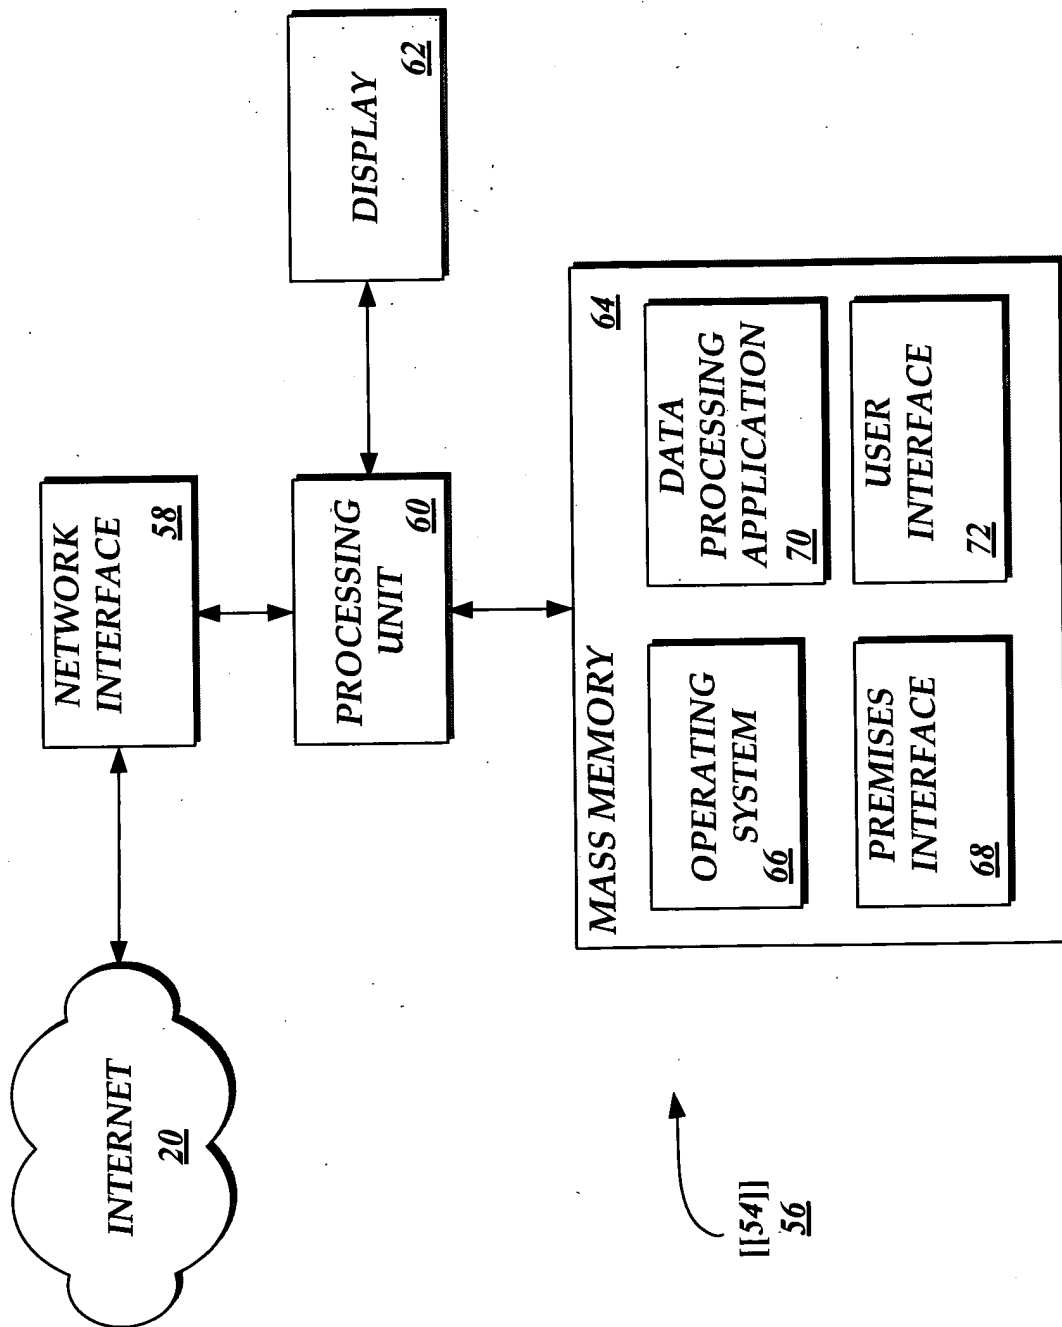 INTERNET
20
NETWORK
INTERFACE
58
PROCESSING
UNIT
60
DISPLAY
62
MASS MEMORY
64
OPERATING
SYSTEM
66
DATA
PROCESSING
APPLICATION
70
PREMISES
INTERFACE
68
USER
INTERFACE
72
[[54]]
56